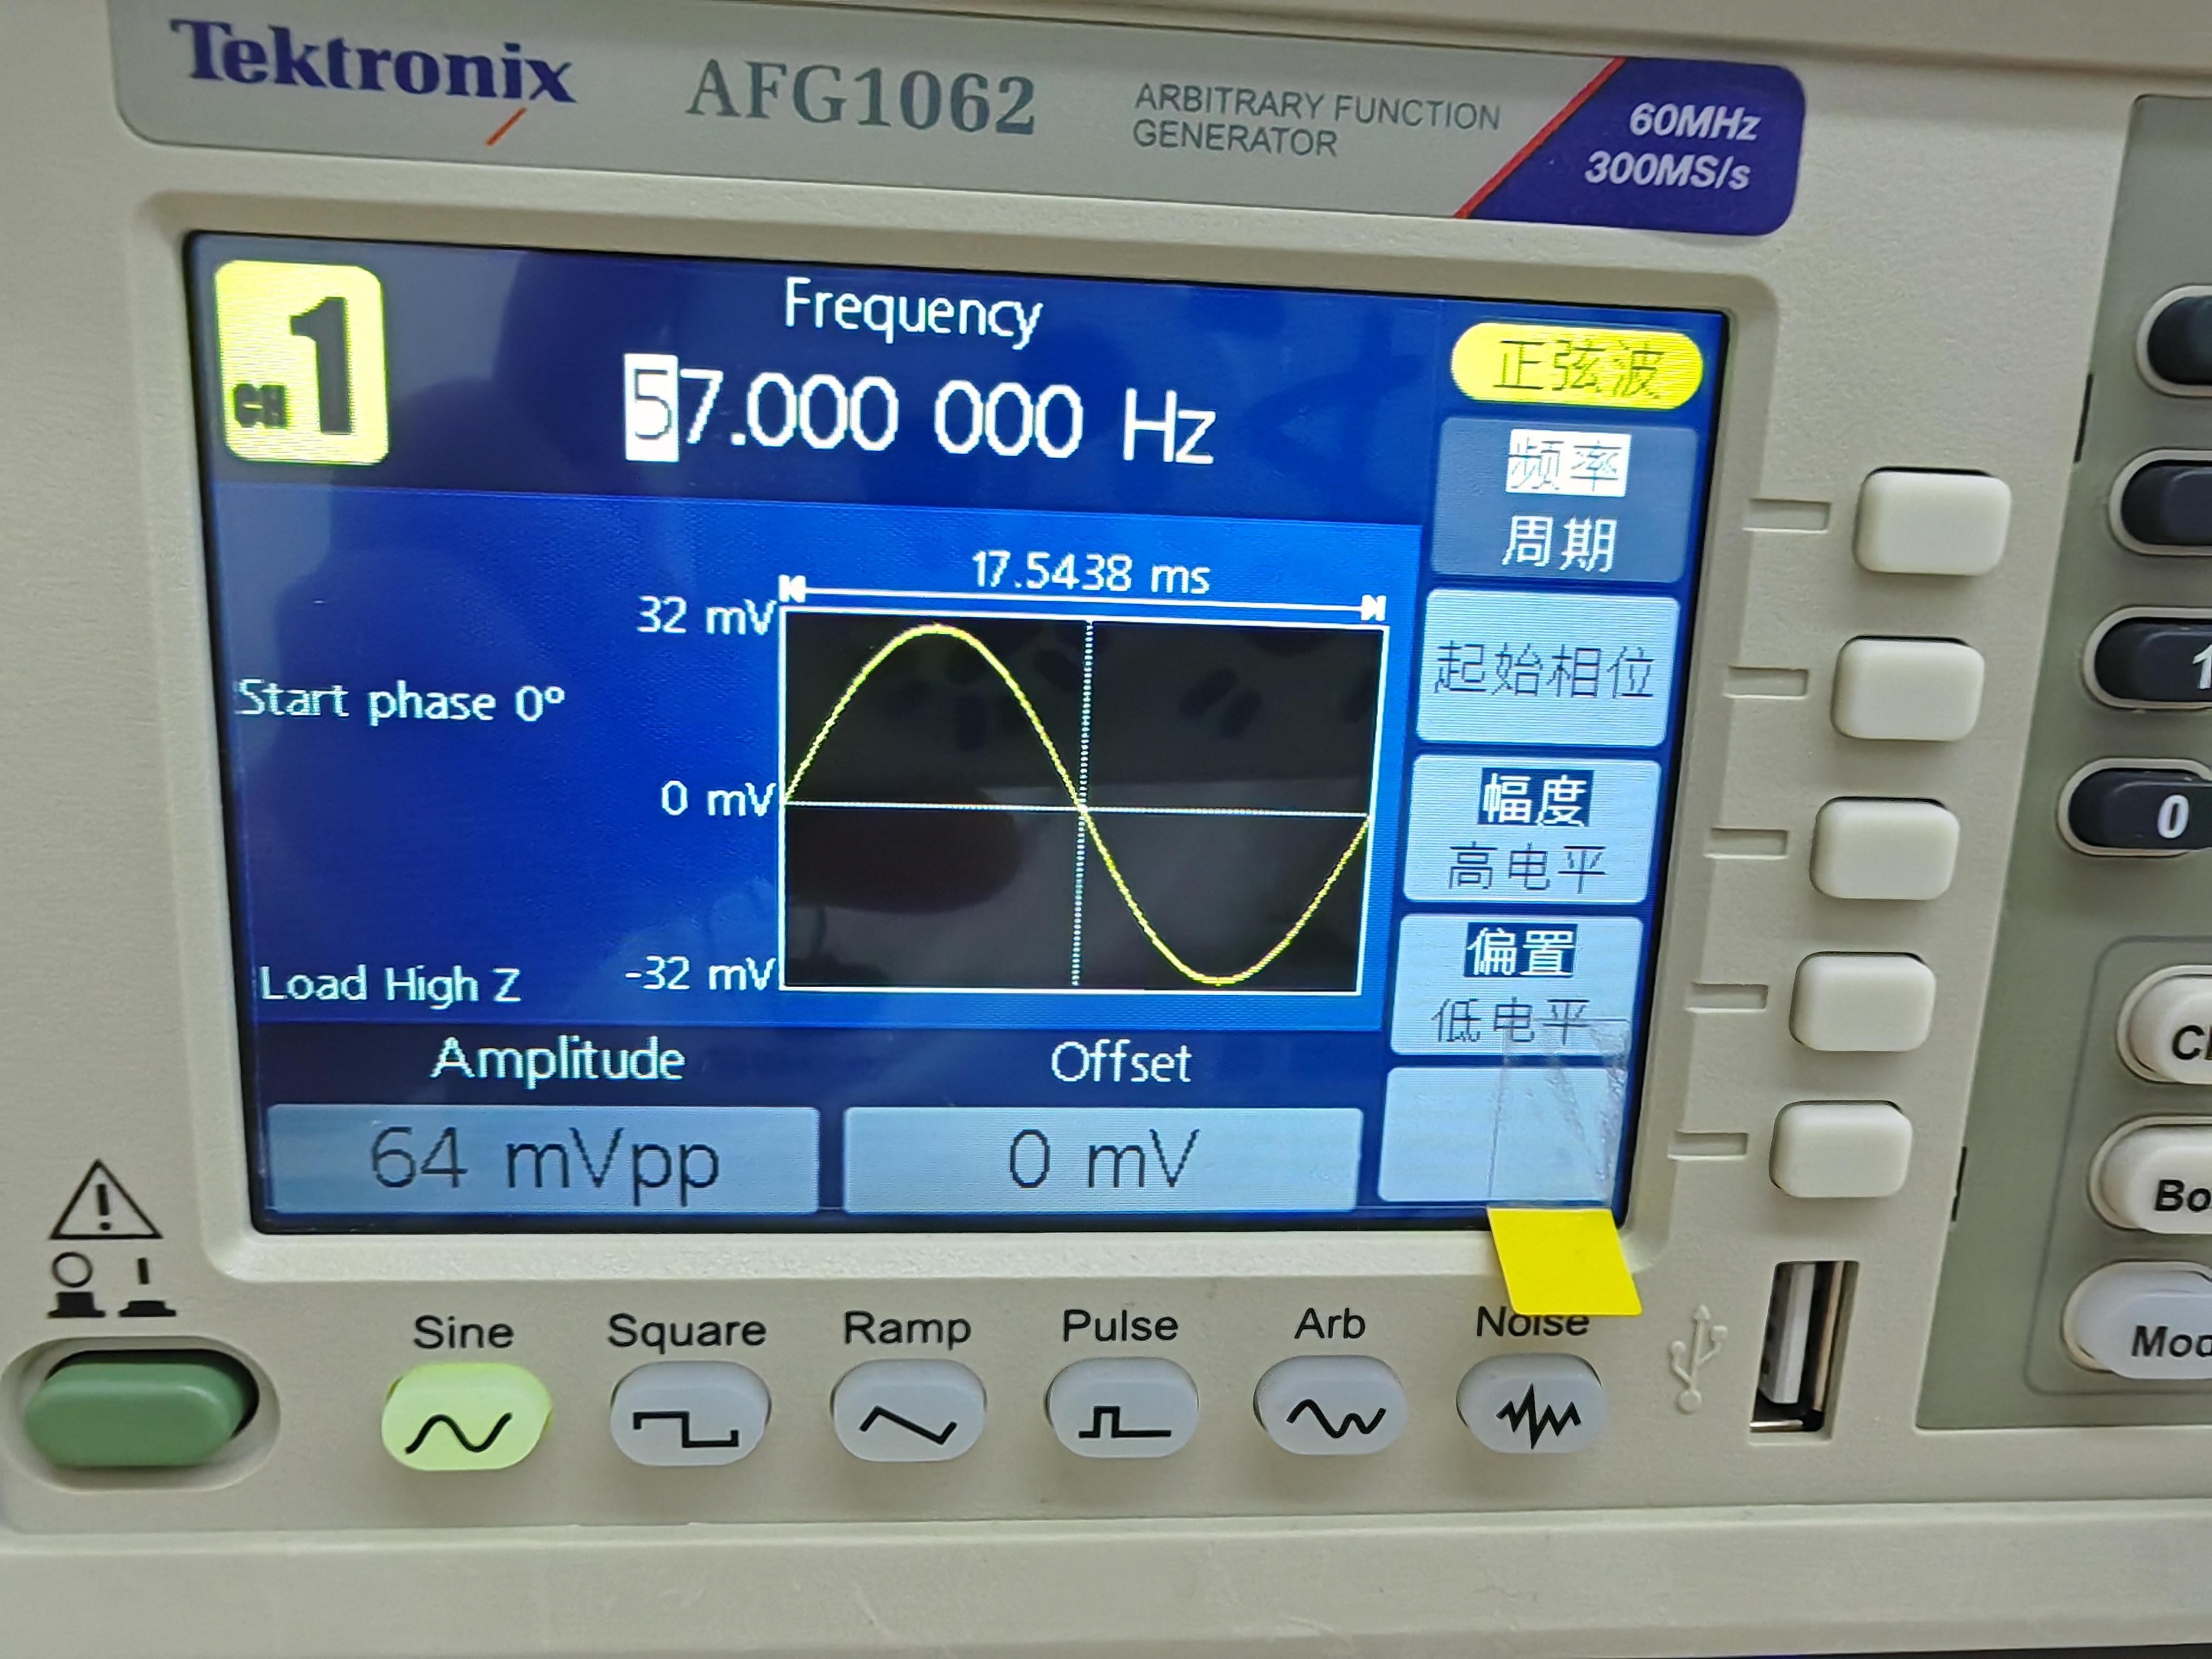 Tektronix AFG1062 ARBITRARY FUNCTION
GENERATOR
60MHz
300MS/s
CH 1
Frequency
57.000 000 Hz
正弦波
频率
周期
起始相位
幅度
高电平
偏置
低电平
17.5438 ms
32 mV
Start phase 0°
0 mV
Load High Z
-32 mV
Amplitude
Offset
64 mVpp
0 mV
Sine
Square
Ramp
Pulse
Arb
Noise
1
0